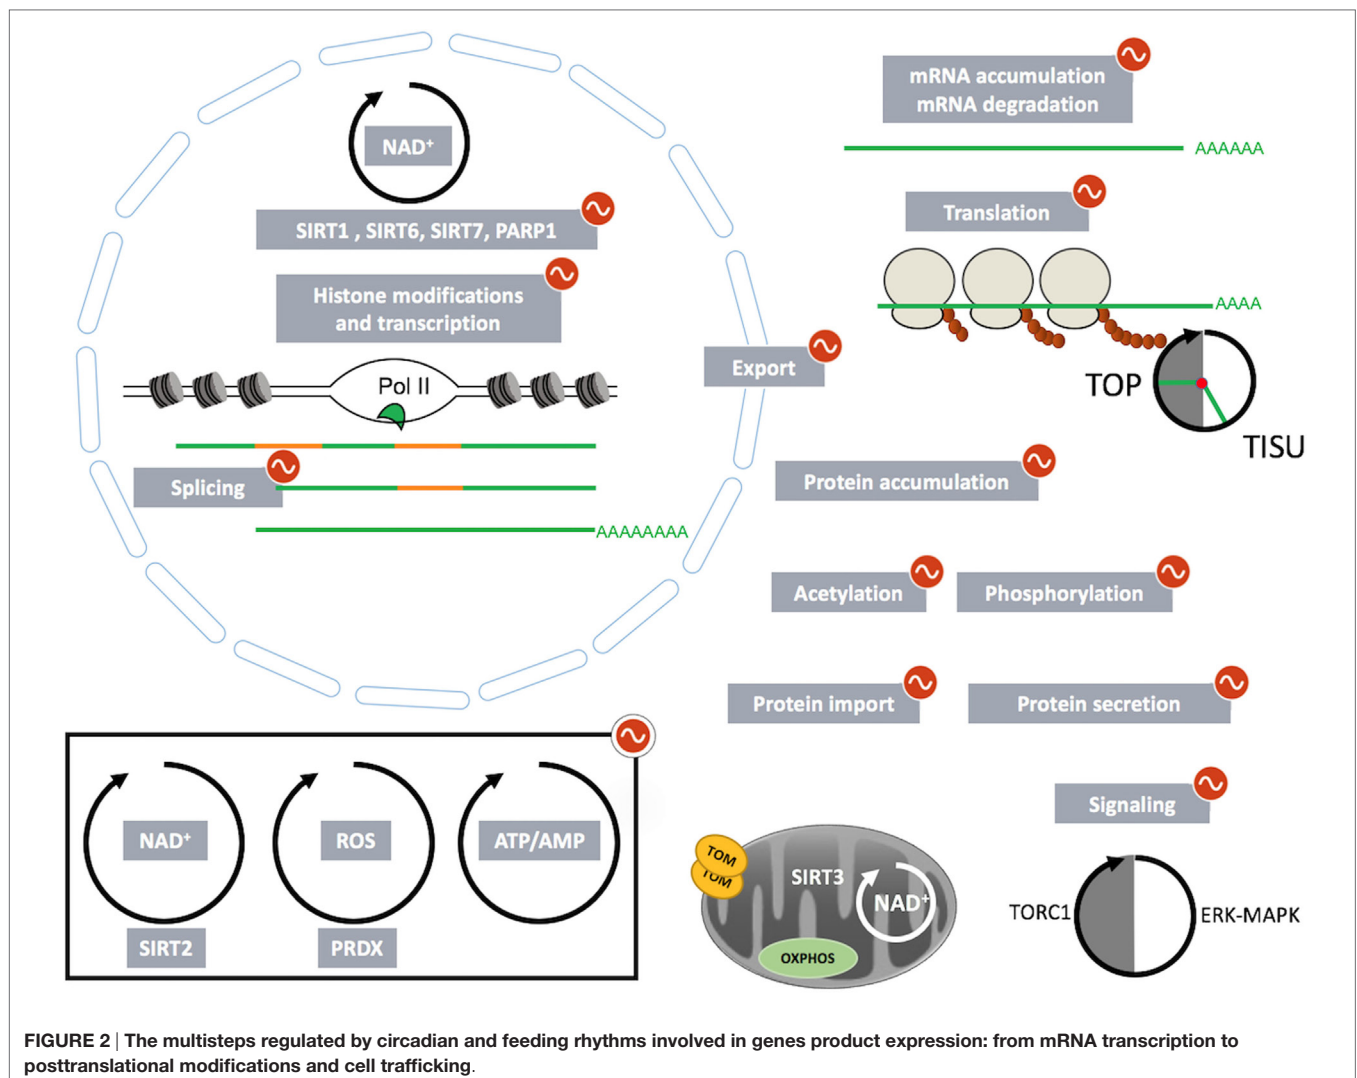 NAD+
SIRT1 , SIRT6, SIRT7, PARP1
Histone modifications
and transcription
Pol II
Splicing
AAAAAAAA
Export
mRNA accumulation
mRNA degradation
AAAAAA
Translation
AAAA
TOP
TISU
Protein accumulation
Acetylation
Phosphorylation
Protein import
Protein secretion
Signaling
TORC1
ERK-MAPK
NAD+
SIRT2
ROS
PRDX
ATP/AMP
TOM
TOM
SIRT3
NAD+
OXPHOS
FIGURE 2 | The multisteps regulated by circadian and feeding rhythms involved in genes product expression: from mRNA transcription to
posttranslational modifications and cell trafficking.